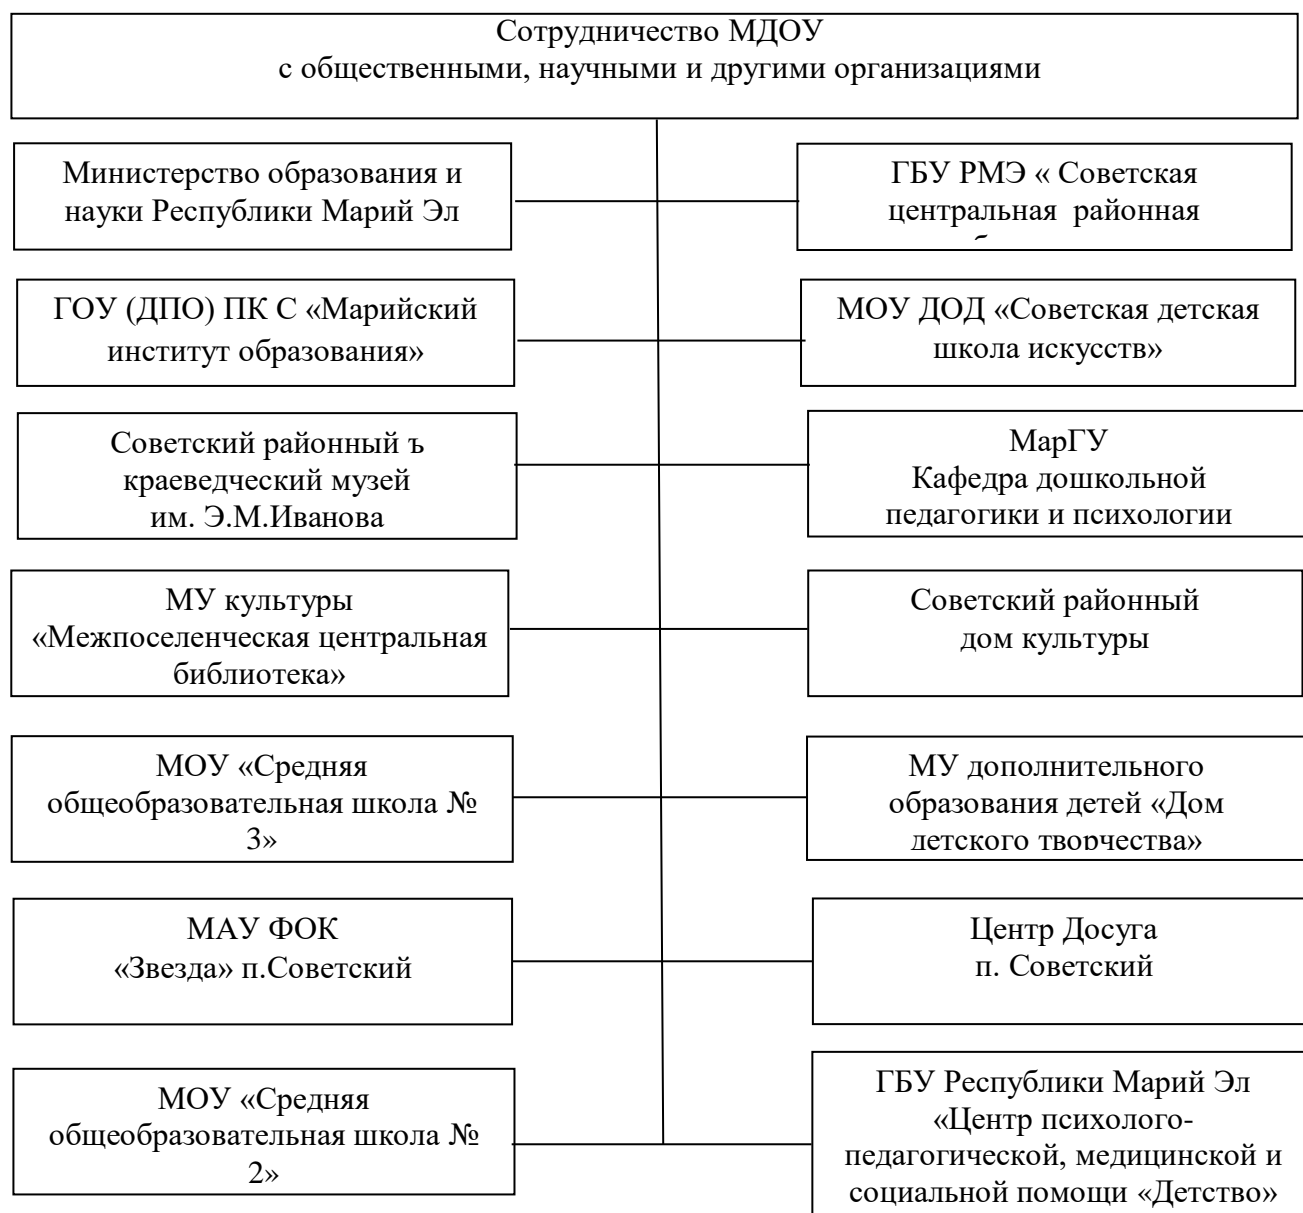 Сотрудничество МДОУ
с общественными, научными и другими организациями
Министерство образования и
науки Республики Марий Эл
ГБУ РМЭ « Советская
центральная районная
ГОУ (ДПО) ПК С «Марийский
институт образования»
МОУ ДОД «Советская детская
школа искусств»
Советский районный ъ
краеведческий музей
им. Э.М.Иванова
МарГУ
Кафедра дошкольной
педагогики и психологии
МУ культуры
«Межпоселенческая центральная
библиотека»
Советский районный
дом культуры
МОУ «Средняя
общеобразовательная школа №
3»
МУ дополнительного
образования детей «Дом
детского творчества»
МАУ ФОК
«Звезда» п.Советский
Центр Досуга
п. Советский
МОУ «Средняя
общеобразовательная школа №
2»
ГБУ Республики Марий Эл
«Центр психолого-
педагогической, медицинской и
социальной помощи «Детство»